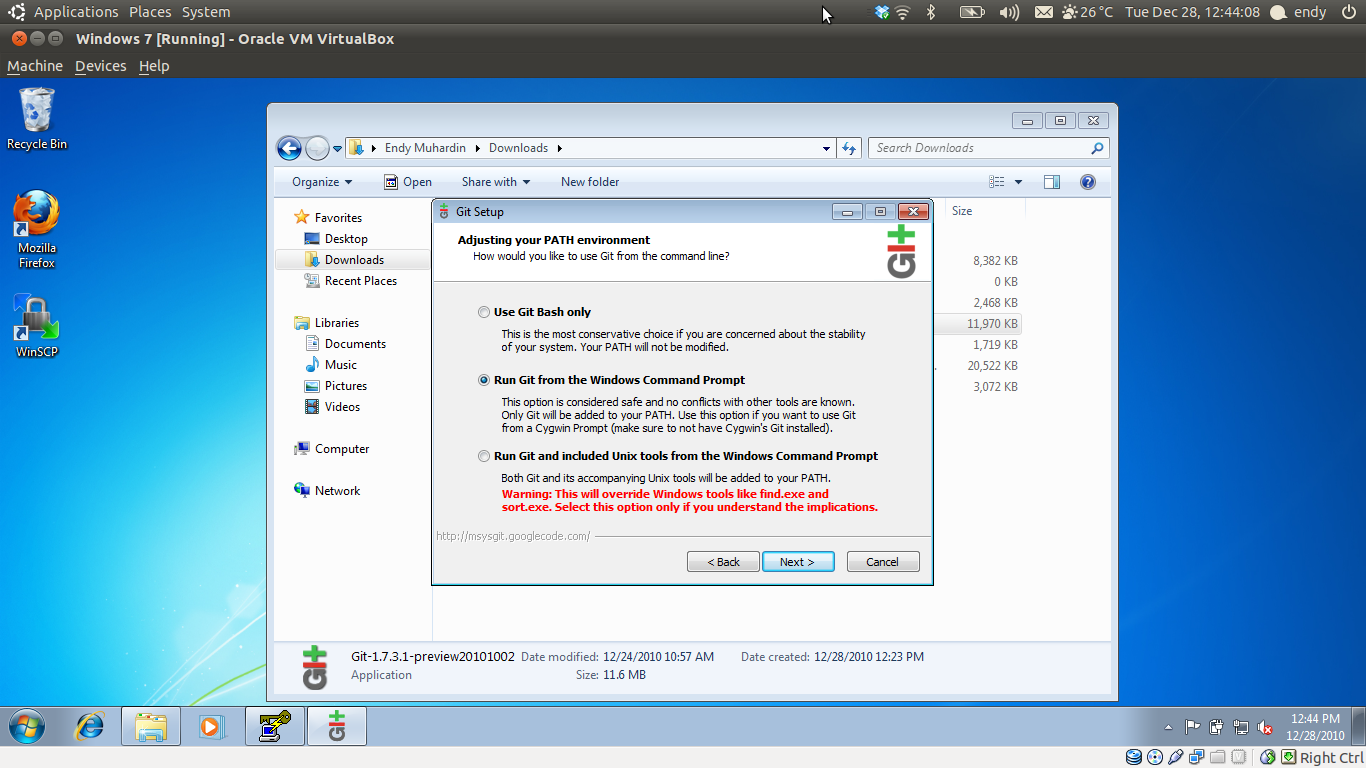 Applications Places System
26 °C Tue Dec 28, 12:44:08 endy
Windows 7 [Running] - Oracle VM VirtualBox
Machine Devices Help
Recycle Bin
Mozilla
Firefox
WinSCP
Endy Muhardin Downloads
Search Downloads
Organize Open Share with New folder
Favorites
Desktop
Downloads
Recent Places
Libraries
Documents
Music
Pictures
Videos
Computer
Network
Size
8,382 KB
0 KB
2,468 KB
11,970 KB
1,719 KB
20,522 KB
3,072 KB
Git Setup
Adjusting your PATH environment
How would you like to use Git from the command line?
GIT
Use Git Bash only
This is the most conservative choice if you are concerned about the stability
of your system. Your PATH will not be modified.
Run Git from the Windows Command Prompt
This option is considered safe and no conflicts with other tools are known.
Only Git will be added to your PATH. Use this option if you want to use Git
from a Cygwin Prompt (make sure to not have Cygwin's Git installed).
Run Git and included Unix tools from the Windows Command Prompt
Both Git and its accompanying Unix tools will be added to your PATH.
Warning: This will override Windows tools like find.exe and
sort.exe. Select this option only if you understand the implications.
http://msysgit.googlecode.com/
< Back Next > Cancel
Git-1.7.3.1-preview20101002 Date modified: 12/24/2010 10:57 AM Date created: 12/28/2010 12:23 PM
Application Size: 11.6 MB
12:44 PM
12/28/2010
Right Ctrl